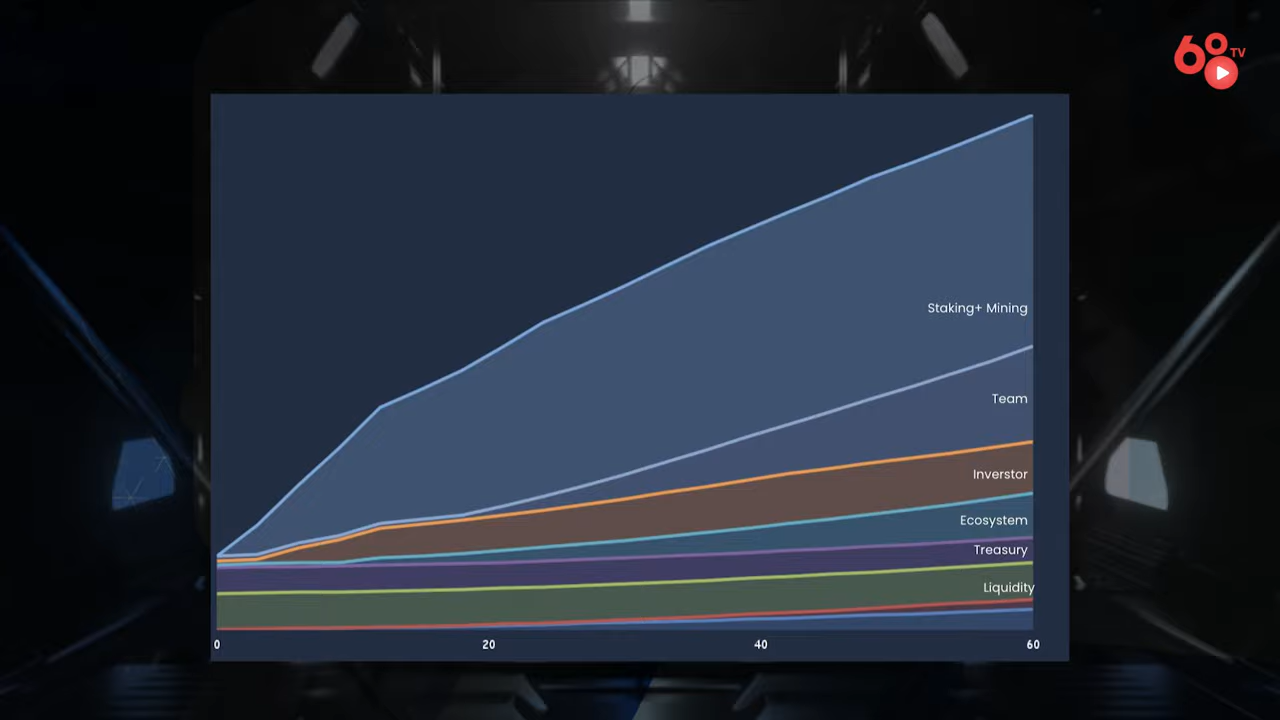 60 TV
Staking+ Mining
Team
Inverstor
Ecosystem
Treasury
Liquidity
0 20 40 60